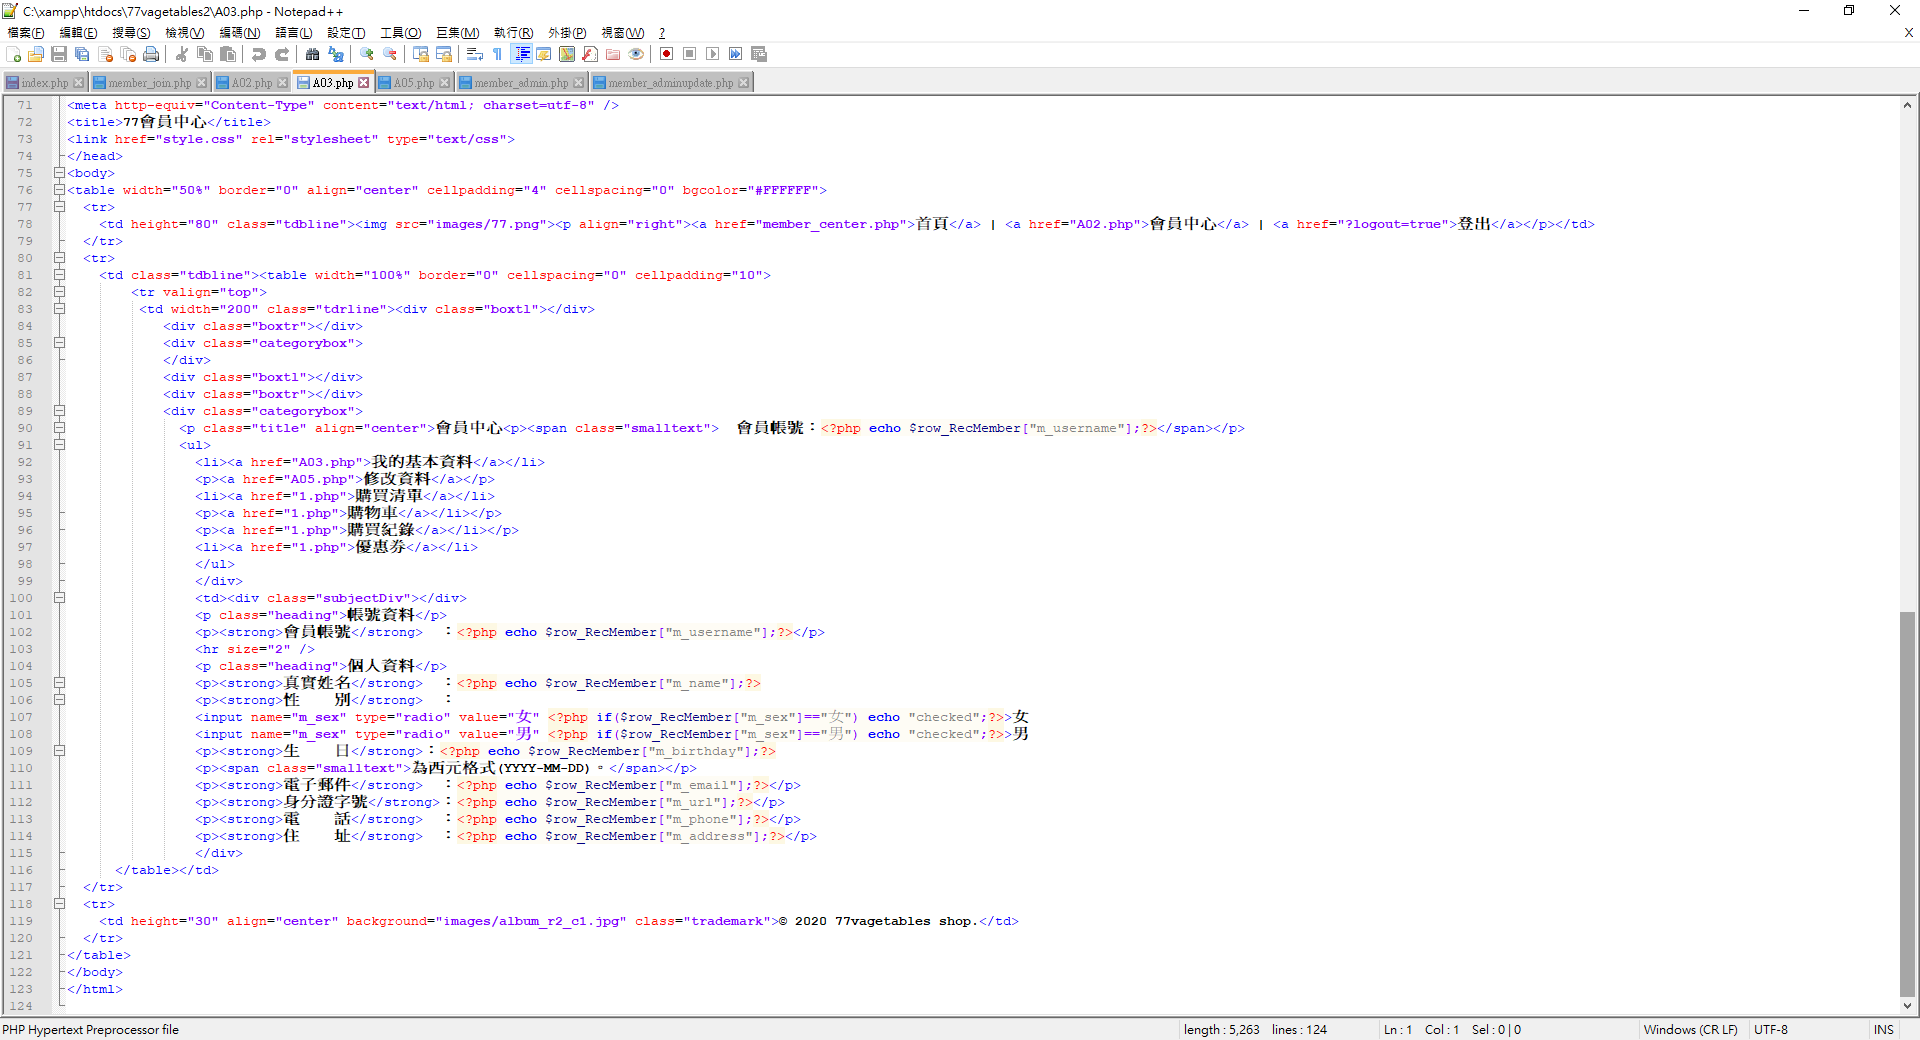 C:\xampp\htdocs\77vagetables2\A03.php - Notepad++
檔案(F) 編輯(E) 搜尋(S) 檢視(V) 編碼(N) 語言(L) 設定(T) 工具(O) 巨集(M) 執行(R) 外掛(P) 視窗(W) ? X
index.php member_join.php A02.php A03.php A05.php member_admin.php member_adminupdate.php
71 <meta http-equiv="Content-Type" content="text/html; charset=utf-8" />
72 <title>77會員中心</title>
73 <link href="style.css" rel="stylesheet" type="text/css">
74 </head>
75 <body>
76 <table width="50%" border="0" align="center" cellpadding="4" cellspacing="0" bgcolor="#FFFFFF">
77 <tr>
78 <td height="80" class="tdbline"><img src="images/77.png"><p align="right"><a href="member_center.php">首頁</a> | <a href="A02.php">會員中心</a> | <a href="?logout=true">登出</a></p></td>
79 </tr>
80 <tr>
81 <td class="tdbline"><table width="100%" border="0" cellspacing="0" cellpadding="10">
82 <tr valign="top">
83 <td width="200" class="tdrline"><div class="boxtl"></div>
84 <div class="boxtr"></div>
85 <div class="categorybox">
86 </div>
87 <div class="boxtl"></div>
88 <div class="boxtr"></div>
89 <div class="categorybox">
90 <p class="title" align="center">會員中心<p><span class="smalltext">　會員帳號：<?php echo $row_RecMember["m_username"];?></span></p>
91 <ul>
92 <li><a href="A03.php">我的基本資料</a></li>
93 <p><a href="A05.php">修改資料</a></p>
94 <li><a href="1.php">購買清單</a></li>
95 <p><a href="1.php">購物車</a></li></p>
96 <p><a href="1.php">購買紀錄</a></li></p>
97 <li><a href="1.php">優惠券</a></li>
98 </ul>
99 </div>
100 <td><div class="subjectDiv"></div>
101 <p class="heading">帳號資料</p>
102 <p><strong>會員帳號</strong>　：<?php echo $row_RecMember["m_username"];?></p>
103 <hr size="2" />
104 <p class="heading">個人資料</p>
105 <p><strong>真實姓名</strong>　：<?php echo $row_RecMember["m_name"];?>
106 <p><strong>性　　別</strong>　：
107 <input name="m_sex" type="radio" value="女" <?php if($row_RecMember["m_sex"]=="女") echo "checked";?>>女
108 <input name="m_sex" type="radio" value="男" <?php if($row_RecMember["m_sex"]=="男") echo "checked";?>>男
109 <p><strong>生　　日</strong>：<?php echo $row_RecMember["m_birthday"];?>
110 <p><span class="smalltext">為西元格式(YYYY-MM-DD)。</span></p>
111 <p><strong>電子郵件</strong>　：<?php echo $row_RecMember["m_email"];?></p>
112 <p><strong>身分證字號</strong>：<?php echo $row_RecMember["m_url"];?></p>
113 <p><strong>電　　話</strong>　：<?php echo $row_RecMember["m_phone"];?></p>
114 <p><strong>住　　址</strong>　：<?php echo $row_RecMember["m_address"];?></p>
115 </div>
116 </table></td>
117 </tr>
118 <tr>
119 <td height="30" align="center" background="images/album_r2_c1.jpg" class="trademark">© 2020 77vagetables shop.</td>
120 </tr>
121 </table>
122 </body>
123 </html>
124
PHP Hypertext Preprocessor file length : 5,263 lines : 124 Ln : 1 Col : 1 Sel : 0 | 0 Windows (CR LF) UTF-8 INS